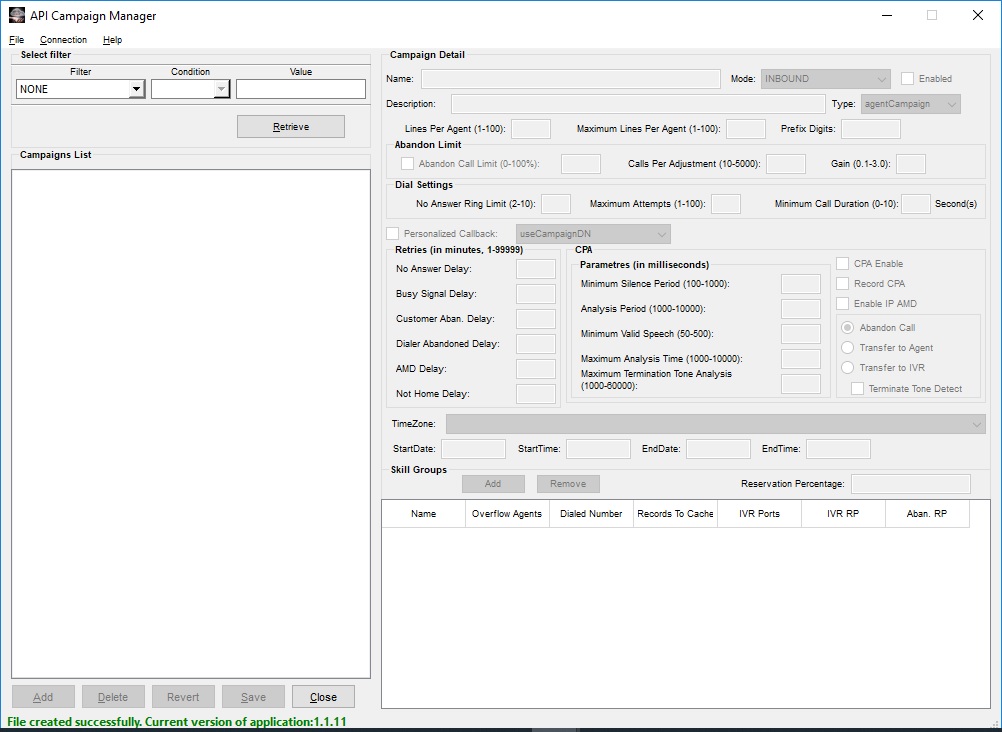 API Campaign Manager
File Connection Help
Select filter
Filter Condition Value
NONE
Retrieve
Campaigns List
Add Delete Revert Save Close
File created successfully. Current version of application:1.1.11
Campaign Detail
Name: Mode: INBOUND Enabled
Description: Type: agentCampaign
Lines Per Agent (1-100): Maximum Lines Per Agent (1-100): Prefix Digits:
Abandon Limit
Abandon Call Limit (0-100%): Calls Per Adjustment (10-5000): Gain (0.1-3.0):
Dial Settings
No Answer Ring Limit (2-10): Maximum Attempts (1-100): Minimum Call Duration (0-10): Second(s)
Personalized Callback: useCampaignDN
Retries (in minutes, 1-99999)
No Answer Delay:
Busy Signal Delay:
Customer Aban. Delay:
Dialer Abandoned Delay:
AMD Delay:
Not Home Delay:
CPA
Parametres (in milliseconds)
Minimum Silence Period (100-1000):
Analysis Period (1000-10000):
Minimum Valid Speech (50-500):
Maximum Analysis Time (1000-10000):
Maximum Termination Tone Analysis
(1000-60000):
CPA Enable
Record CPA
Enable IP AMD
Abandon Call
Transfer to Agent
Transfer to IVR
Terminate Tone Detect
TimeZone:
StartDate: StartTime: EndDate: EndTime:
Skill Groups
Add Remove Reservation Percentage:
Name Overflow Agents Dialed Number Records To Cache IVR Ports IVR RP Aban. RP